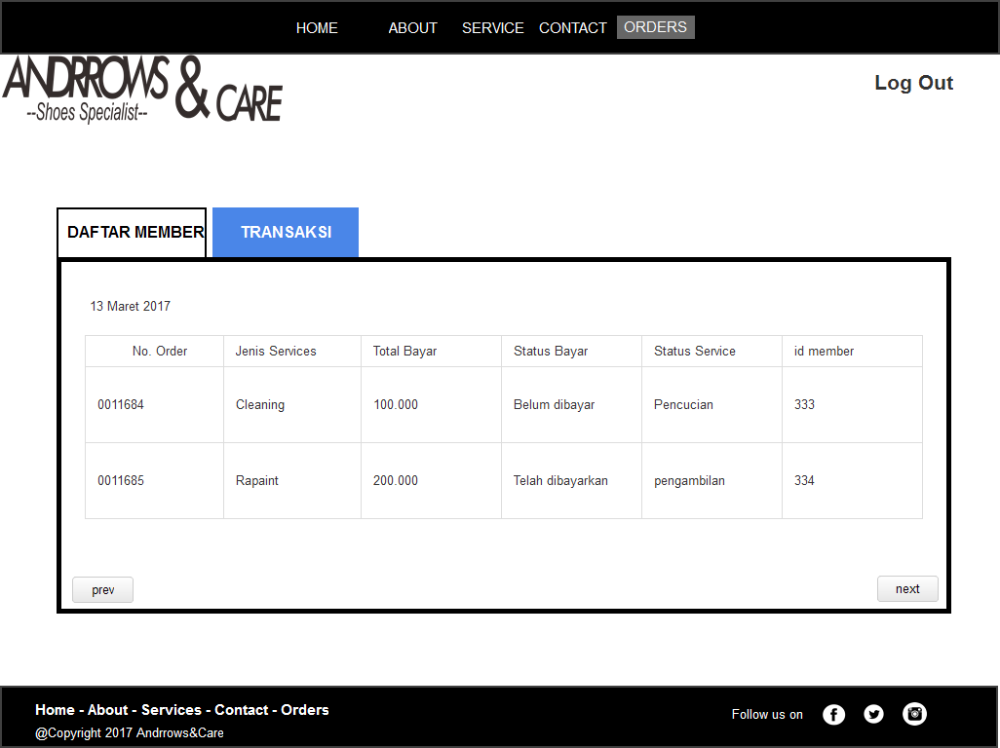 HOME ABOUT SERVICE CONTACT ORDERS
ANDRROWS & CARE
--Shoes Specialist--
Log Out
DAFTAR MEMBER TRANSAKSI
13 Maret 2017
No. Order Jenis Services Total Bayar Status Bayar Status Service id member
0011684 Cleaning 100.000 Belum dibayar Pencucian 333
0011685 Rapaint 200.000 Telah dibayarkan pengambilan 334
prev next
Home - About - Services - Contact - Orders
@Copyright 2017 Andrrows&Care
Follow us on